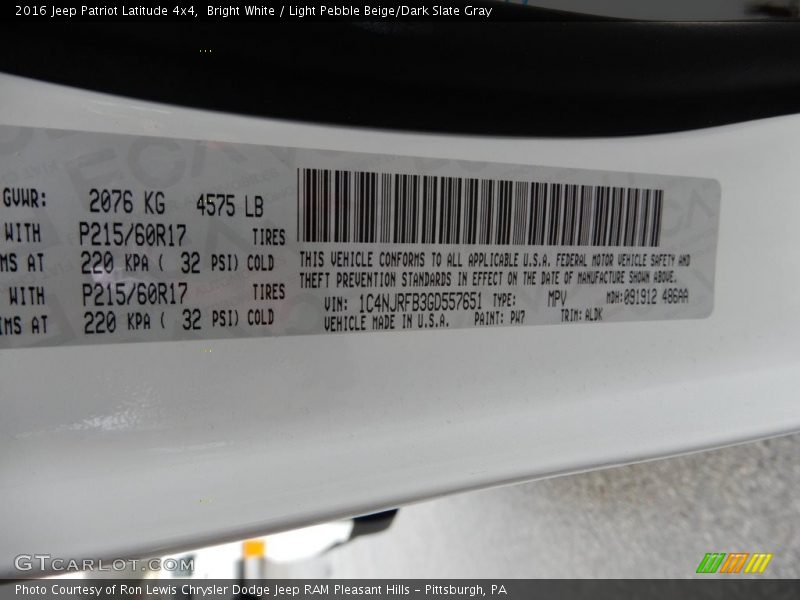 2016 Jeep Patriot Latitude 4x4, Bright White / Light Pebble Beige/Dark Slate Gray
GVWR: 2076 KG 4575 LB
WITH P215/60R17 TIRES
MS AT 220 KPA ( 32 PSI) COLD
WITH P215/60R17 TIRES
MS AT 220 KPA ( 32 PSI) COLD
THIS VEHICLE CONFORMS TO ALL APPLICABLE U.S.A. FEDERAL MOTOR VEHICLE SAFETY AND
THEFT PREVENTION STANDARDS IN EFFECT ON THE DATE OF MANUFACTURE SHOWN ABOVE.
VIN: 1C4NJRFB3GD557651 TYPE: MPV MDH:091912 486AA
VEHICLE MADE IN U.S.A. PAINT: PW7 TRIM: ALDK
GTCARLOT.COM
Photo Courtesy of Ron Lewis Chrysler Dodge Jeep RAM Pleasant Hills - Pittsburgh, PA